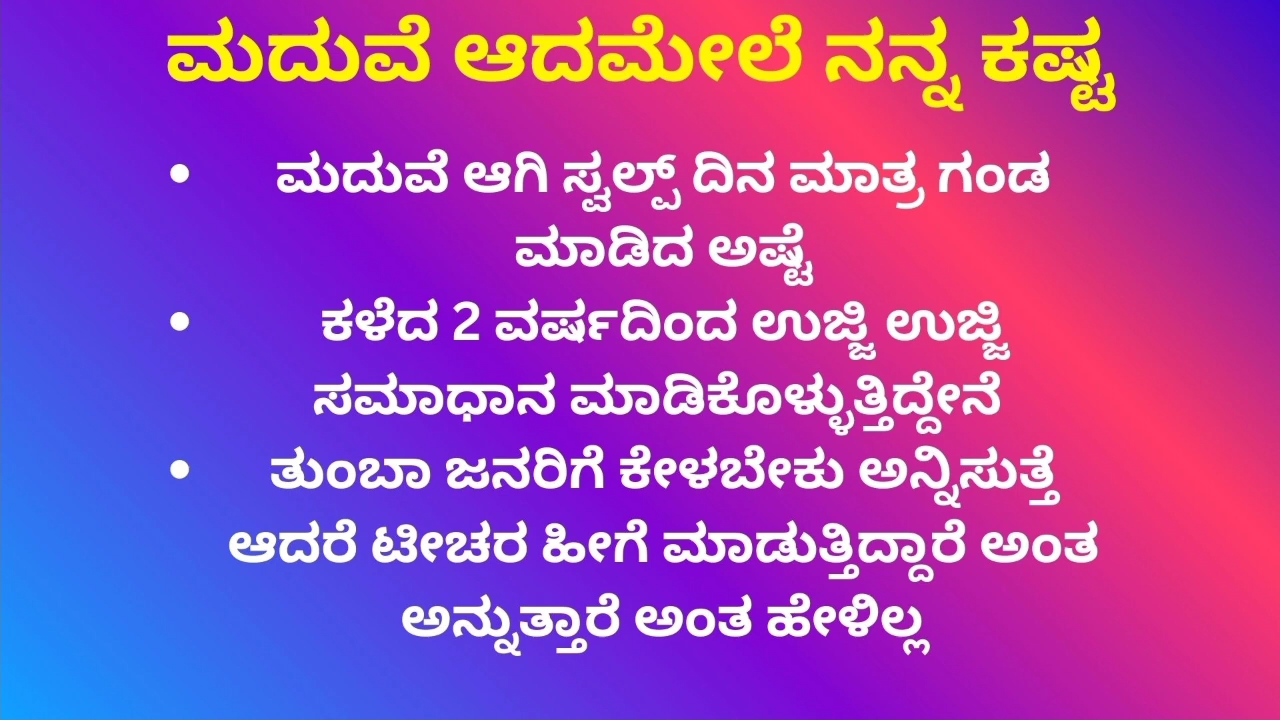 ಮದುವೆ ಆದಮೇಲೆ ನನ್ನ ಕಷ್ಟ
• ಮದುವೆ ಆಗಿ ಸ್ವಲ್ಪ್ ದಿನ ಮಾತ್ರ ಗಂಡ
ಮಾಡಿದ ಅಷ್ಟೆ
• ಕಳೆದ 2 ವರ್ಷದಿಂದ ಉಜ್ಜಿ ಉಜ್ಜಿ
ಸಮಾಧಾನ ಮಾಡಿಕೊಳ್ಳುತ್ತಿದ್ದೇನೆ
• ತುಂಬಾ ಜನರಿಗೆ ಕೇಳಬೇಕು ಅನ್ನಿಸುತ್ತೆ
ಆದರೆ ಟೀಚರ ಹೀಗೆ ಮಾಡುತ್ತಿದ್ದಾರೆ ಅಂತ
ಅನ್ನುತ್ತಾರೆ ಅಂತ ಹೇಳಿಲ್ಲ